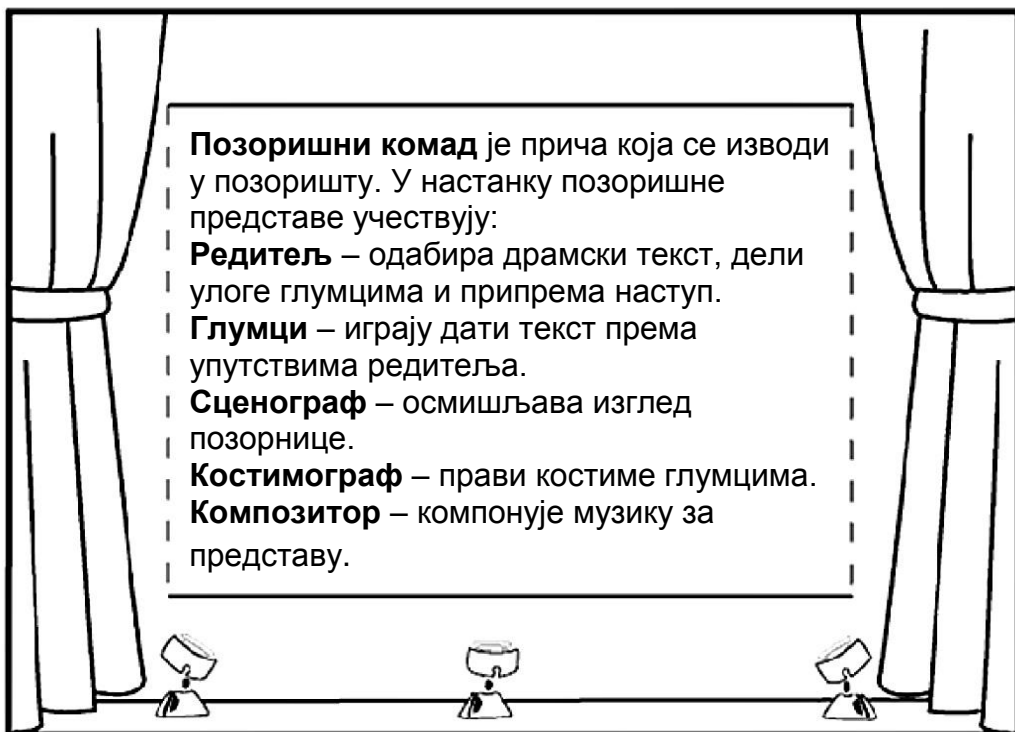 Позоришни комад је прича која се изводи
у позоришту. У настанку позоришне
представе учествују:
Редитељ – одабира драмски текст, дели
улоге глумцима и припрема наступ.
Глумци – играју дати текст према
упутствима редитеља.
Сценограф – осмишљава изглед
позорнице.
Костимограф – прави костиме глумцима.
Композитор – компонује музику за
представу.